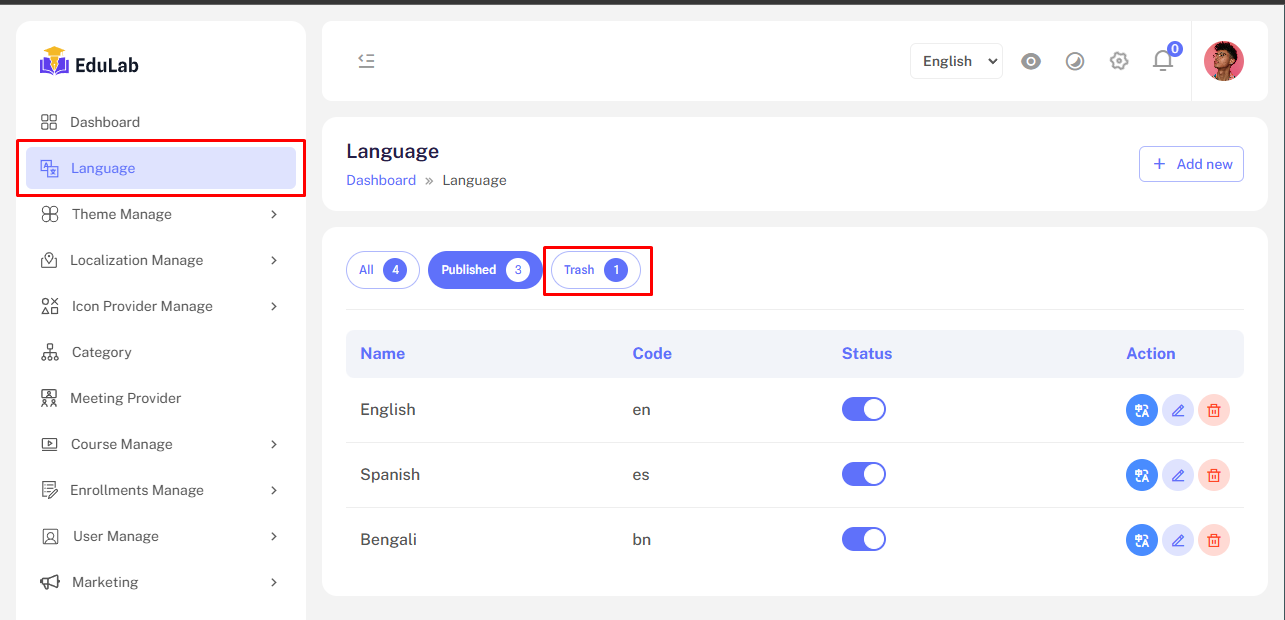 EduLab
English
0
Dashboard
Language
Theme Manage
Localization Manage
Icon Provider Manage
Category
Meeting Provider
Course Manage
Enrollments Manage
User Manage
Marketing
Language
Dashboard » Language
+ Add new
All 4 Published 3 Trash 1
Name Code Status Action
English en
Spanish es
Bengali bn